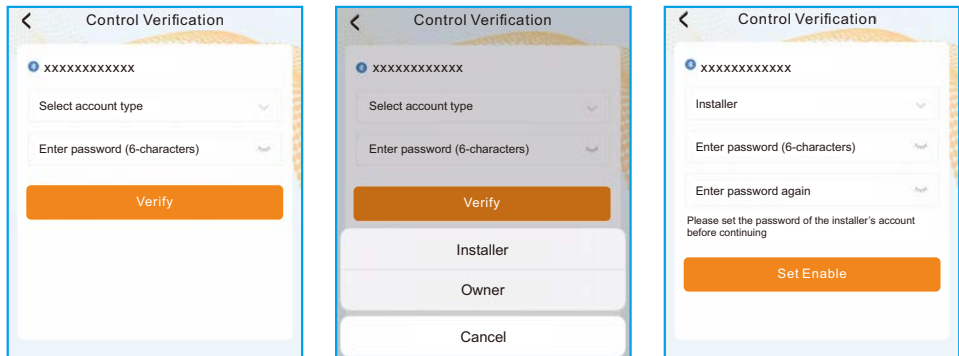 Control Verification
xxxxxxxxxxxx
Select account type
Enter password (6-characters)
Verify
Control Verification
xxxxxxxxxxxx
Select account type
Enter password (6-characters)
Verify
Installer
Owner
Cancel
Control Verification
xxxxxxxxxxxx
Installer
Enter password (6-characters)
Enter password again
Please set the password of the installer's account
before continuing
Set Enable